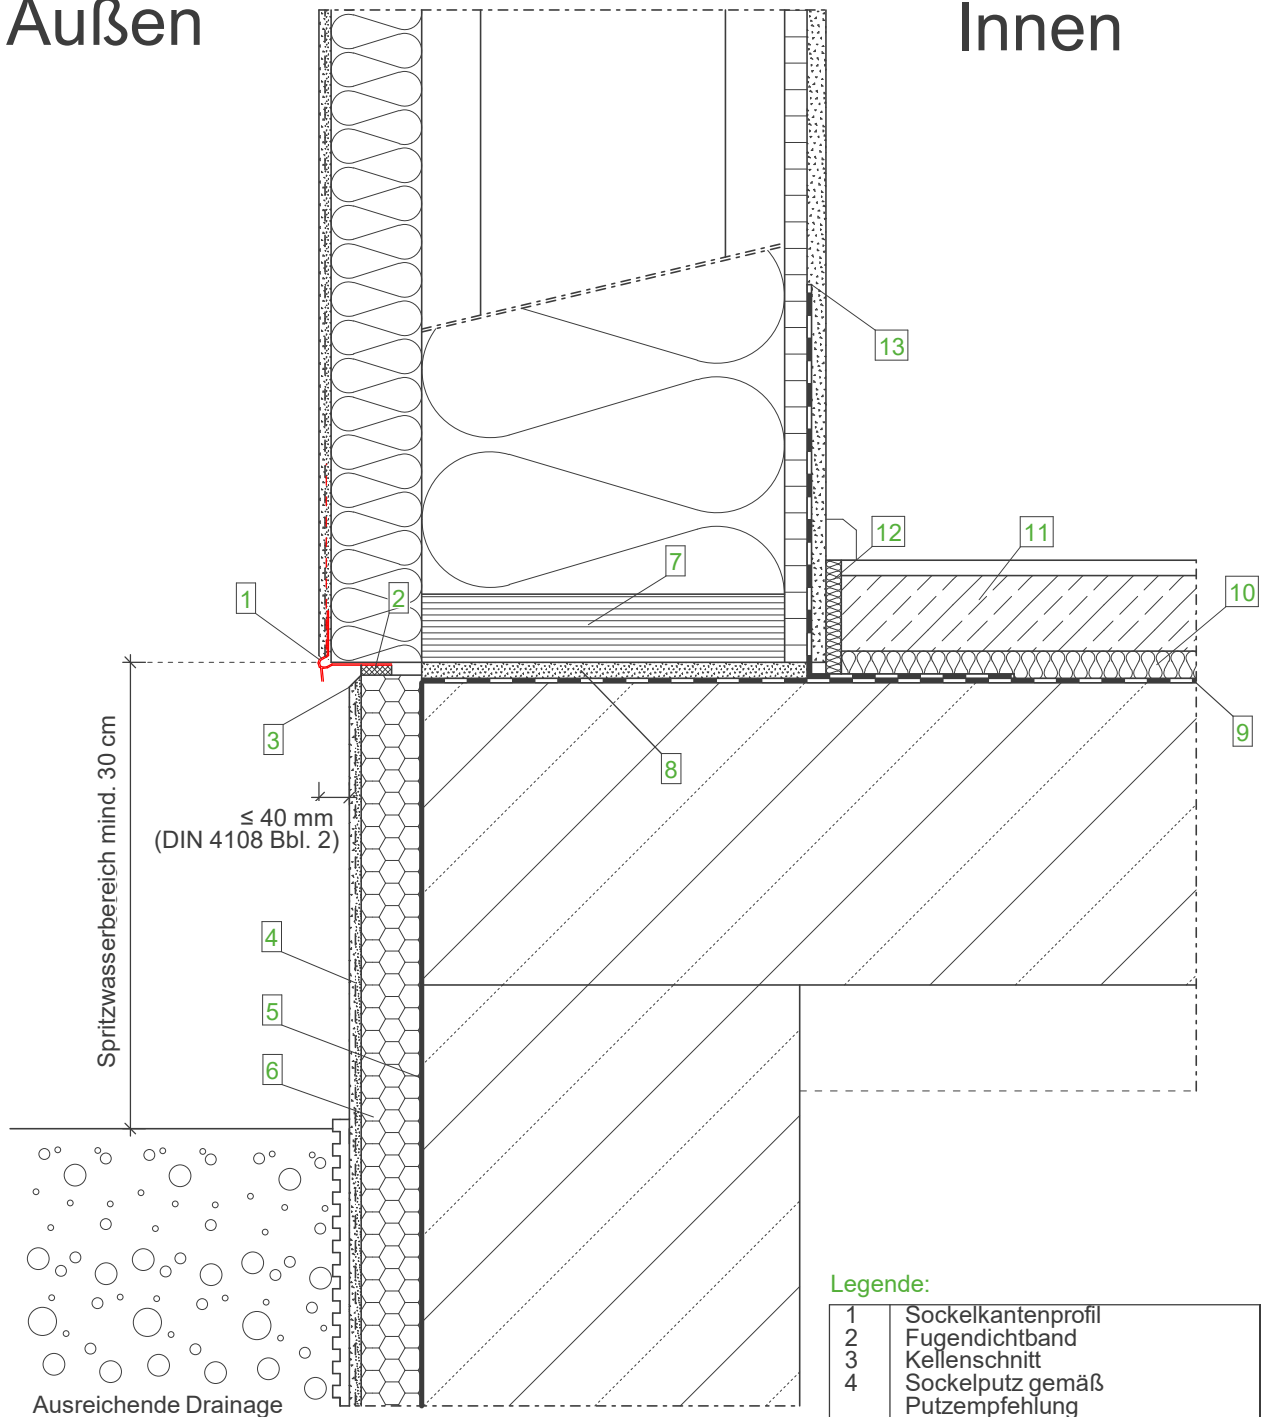 Außen
Innen
13
12
11
7
10
1
2
3
9
8
Spritzwasserbereich mind. 30 cm
≤ 40 mm
(DIN 4108 Bbl. 2)
4
5
6
Ausreichende Drainage
Legende:
1 Sockelkantenprofil
2 Fugendichtband
3 Kellenschnitt
4 Sockelputz gemäß
Putzempfehlung